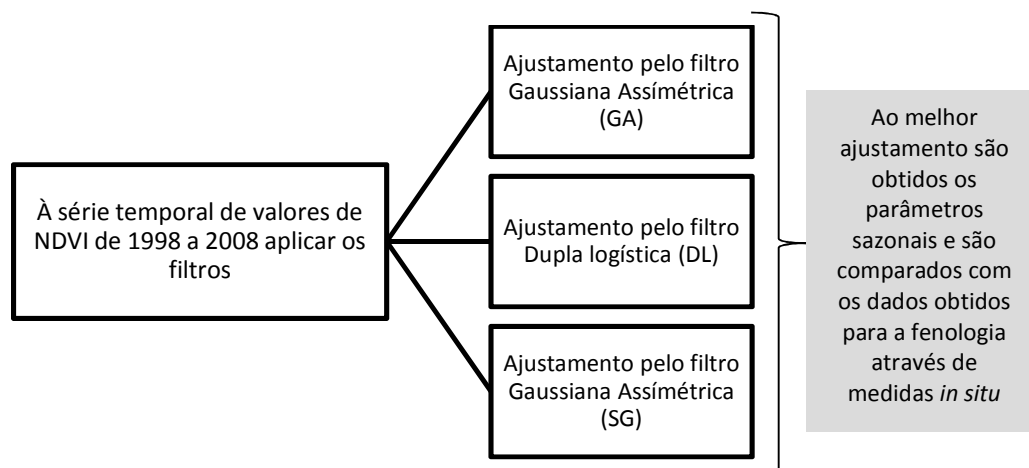 À série temporal de valores de
NDVI de 1998 a 2008 aplicar os
filtros
Ajustamento pelo filtro
Gaussiana Assímétrica
(GA)
Ajustamento pelo filtro
Dupla logística (DL)
Ajustamento pelo filtro
Gaussiana Assímétrica
(SG)
Ao melhor
ajustamento são
obtidos os
parâmetros
sazonais e são
comparados com
os dados obtidos
para a fenologia
através de
medidas in situ